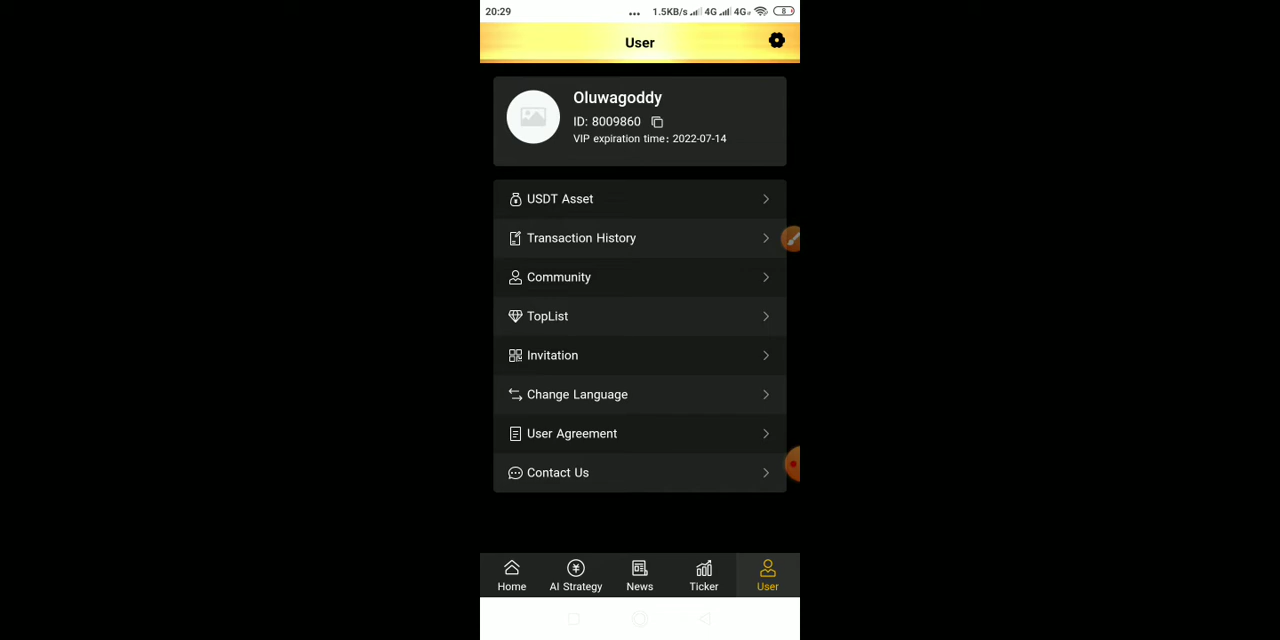 20:29 ... 1.5KB/s 4G 4G 8
User
Oluwagoddy
ID: 8009860
VIP expiration time: 2022-07-14
USDT Asset
Transaction History
Community
TopList
Invitation
Change Language
User Agreement
Contact Us
Home AI Strategy News Ticker User